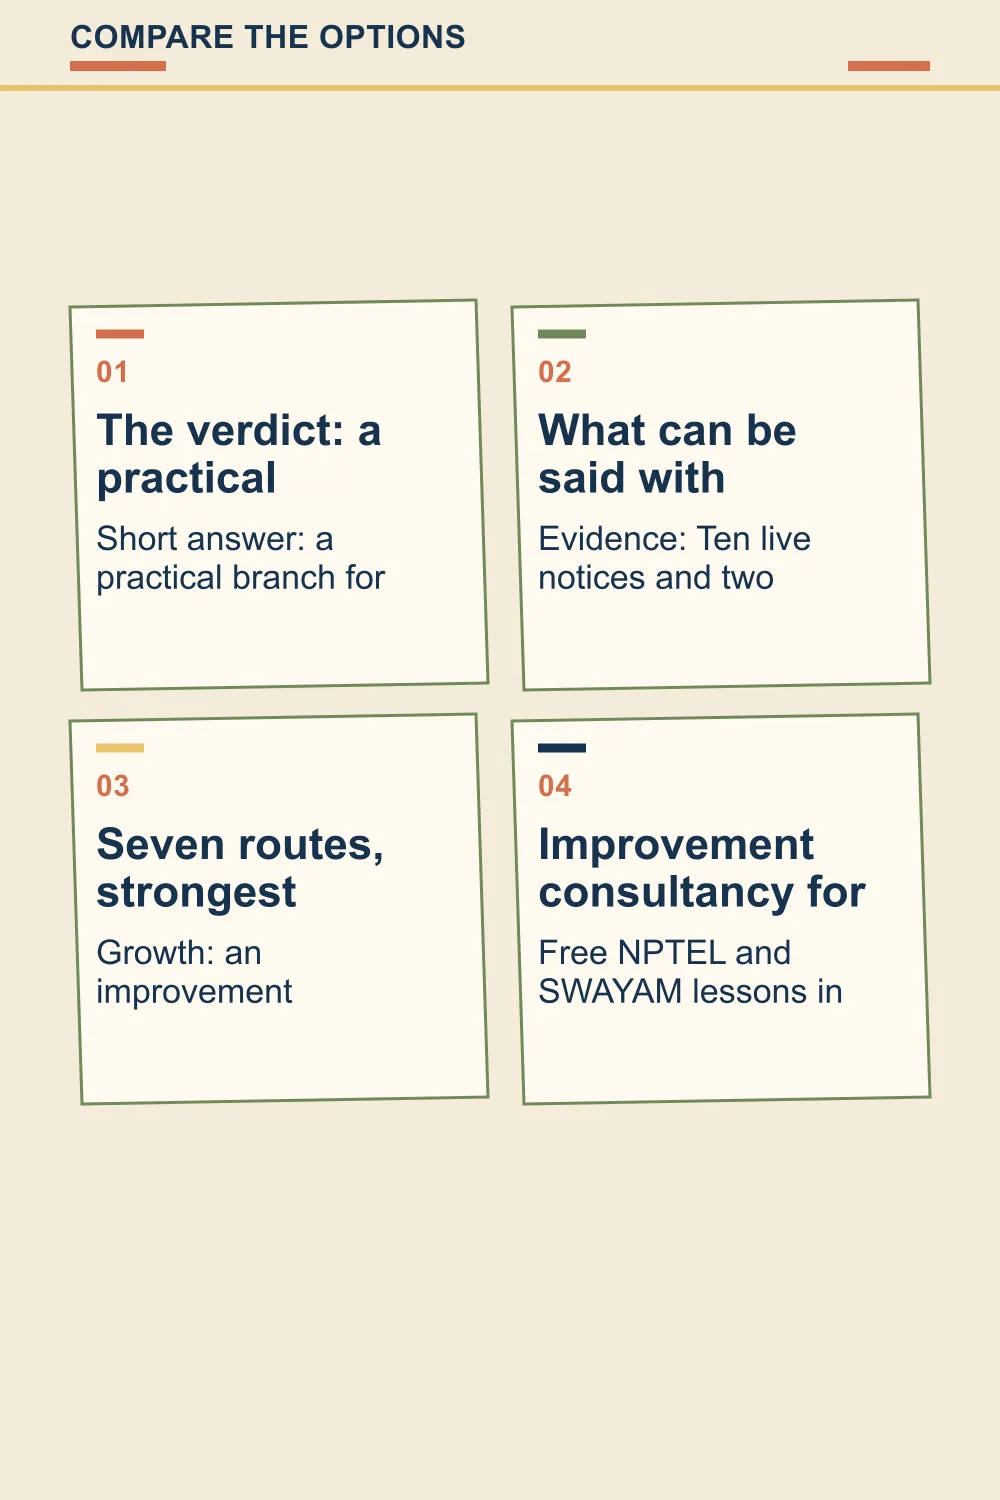 COMPARE THE OPTIONS
01
The verdict: a
practical
Short answer: a
practical branch for
02
What can be
said with
Evidence: Ten live
notices and two
03
Seven routes,
strongest
Growth: an
improvement
04
Improvement
consultancy for
Free NPTEL and
SWAYAM lessons in